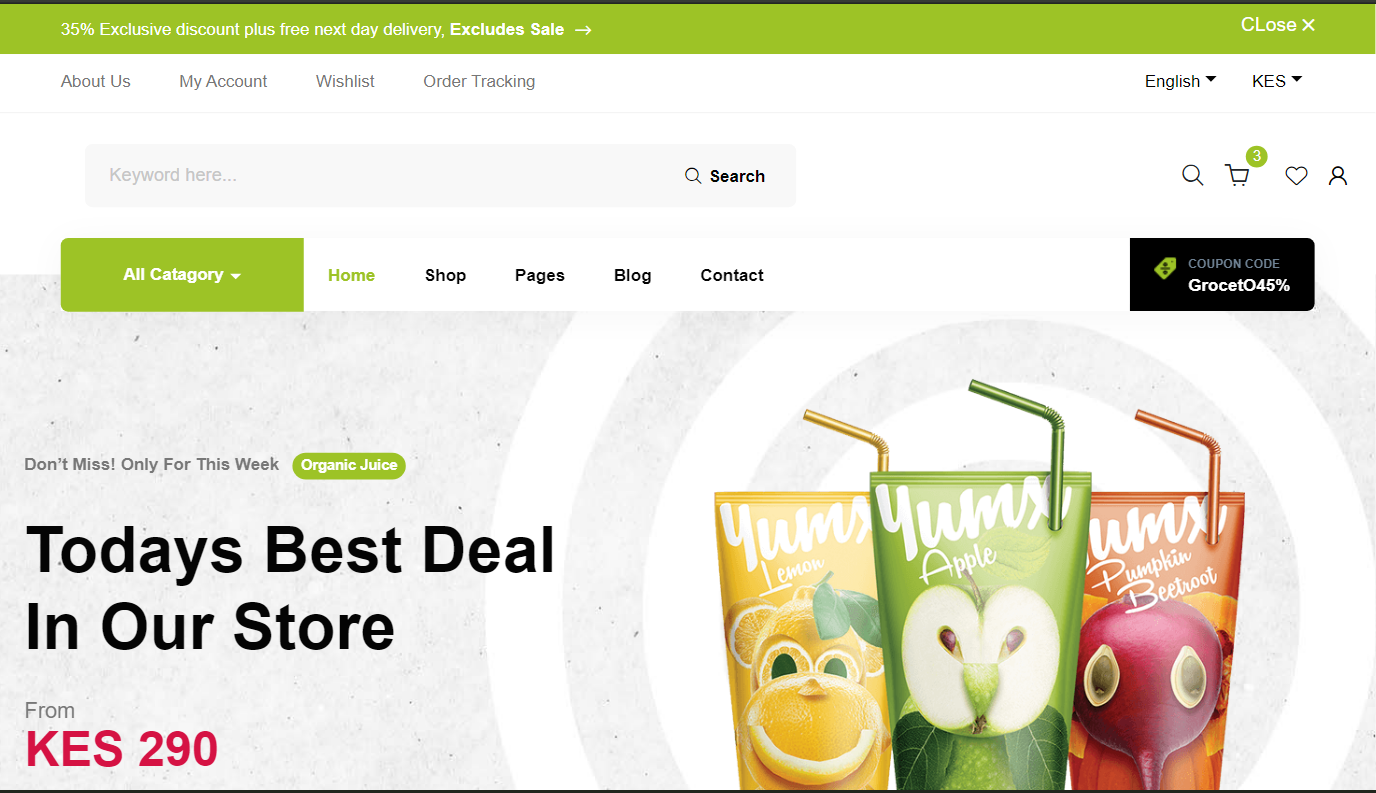 35% Exclusive discount plus free next day delivery, Excludes Sale →
CLose ×
About Us
My Account
Wishlist
Order Tracking
English
KES
Keyword here...
Search
3
All Catagory
Home
Shop
Pages
Blog
Contact
COUPON CODE
GrocetO45%
Don’t Miss! Only For This Week
Organic Juice
Todays Best Deal
In Our Store
From
KES 290
Yumx
Lemon
Yumx
Apple
Yumx
Pumpkin
Beetroot